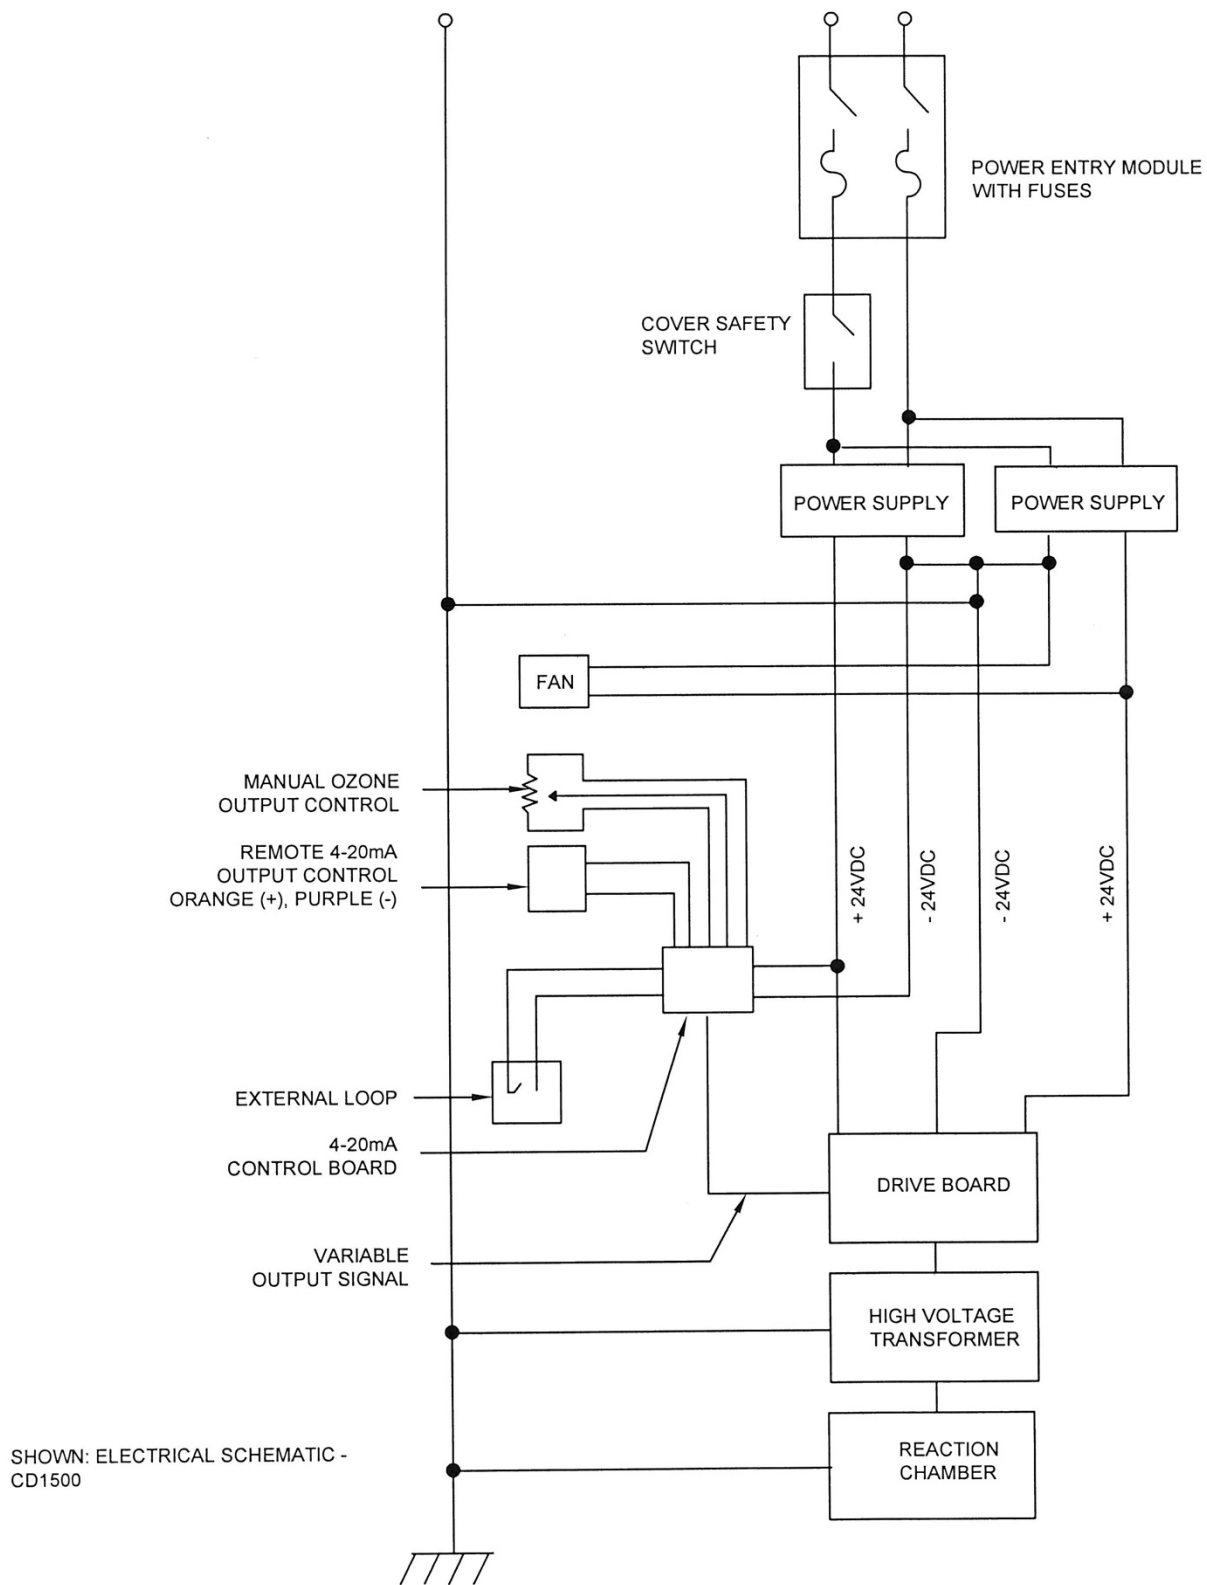 POWER ENTRY MODULE
WITH FUSES
COVER SAFETY
SWITCH
POWER SUPPLY
POWER SUPPLY
FAN
MANUAL OZONE
OUTPUT CONTROL
REMOTE 4-20mA
OUTPUT CONTROL
ORANGE (+), PURPLE (-)
+ 24VDC
- 24VDC
- 24VDC
+ 24VDC
EXTERNAL LOOP
4-20mA
CONTROL BOARD
DRIVE BOARD
VARIABLE
OUTPUT SIGNAL
HIGH VOLTAGE
TRANSFORMER
REACTION
CHAMBER
SHOWN: ELECTRICAL SCHEMATIC -
CD1500